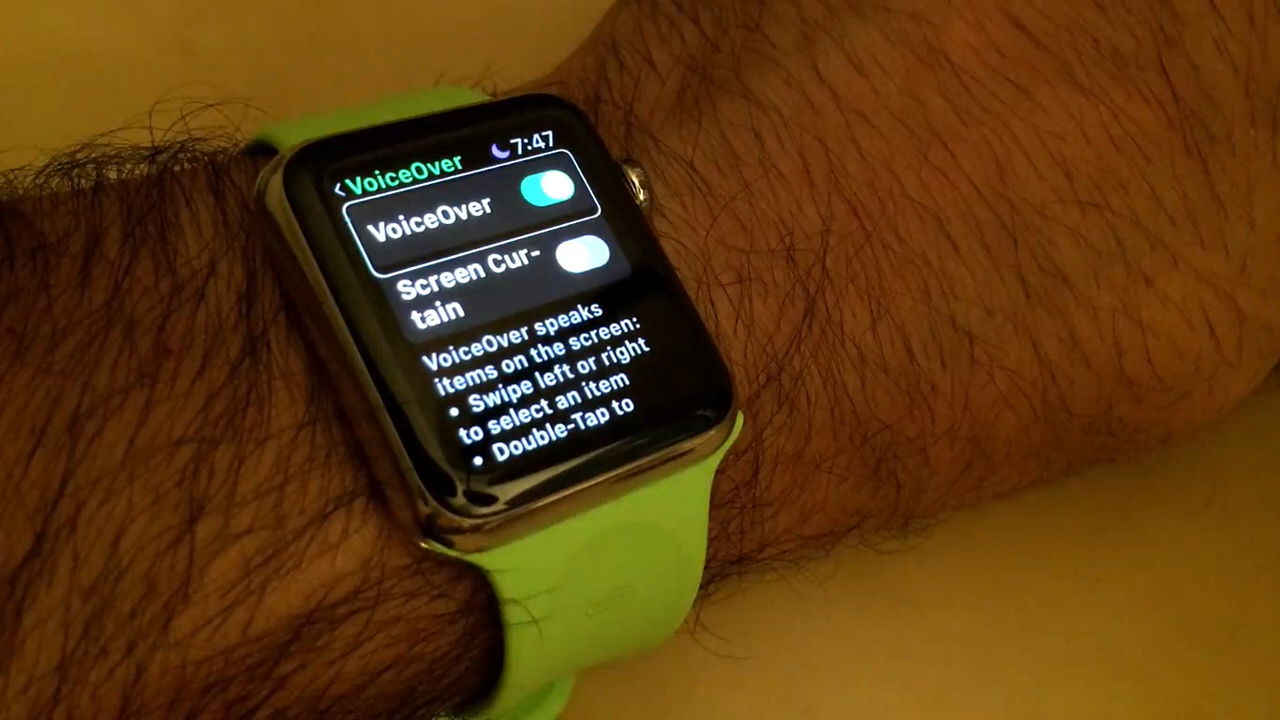 7:47
<VoiceOver
VoiceOver
Screen Cur-
tain
VoiceOver speaks
items on the screen:
• Swipe left or right
to select an item
• Double-Tap to